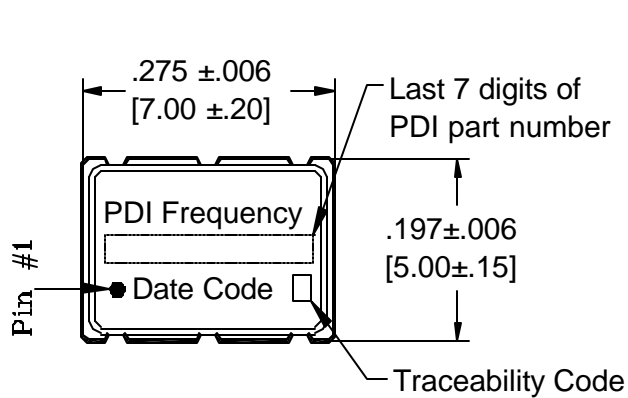 .275 ±.006
[7.00 ±.20]
Last 7 digits of
PDI part number
PDI Frequency
.197±.006
[5.00±.15]
Pin #1
Date Code
Traceability Code